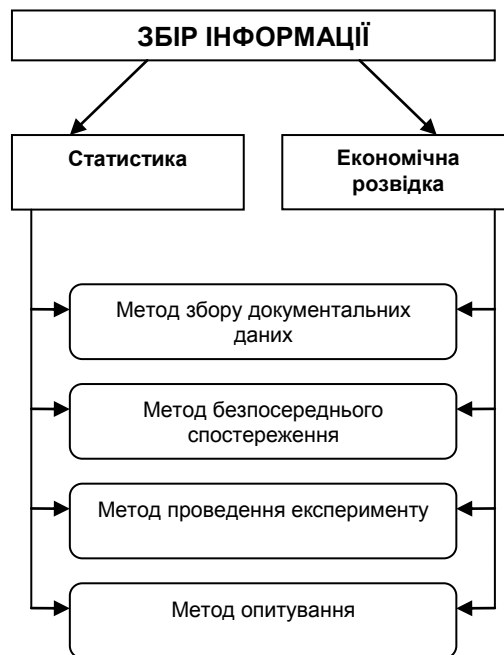 ЗБІР ІНФОРМАЦІЇ
Статистика
Економічна
розвідка
Метод збору документальних
даних
Метод безпосереднього
спостереження
Метод проведення експерименту
Метод опитування